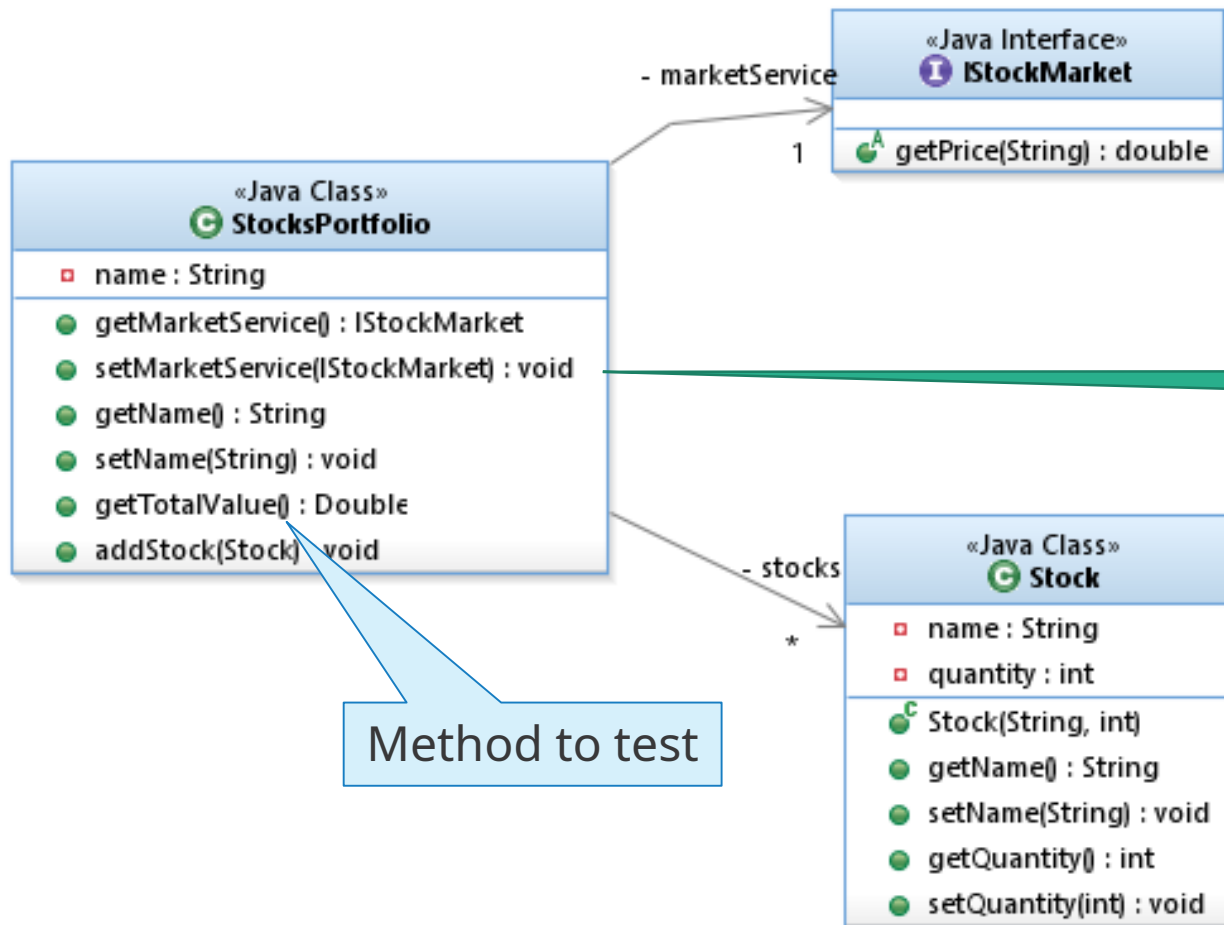 «Java Interface»
I IStockMarket
- marketService
1
A getPrice(String) : double
«Java Class»
C StocksPortfolio
name : String
getMarketService() : IStockMarket
setMarketService(IStockMarket) : void
getName() : String
setName(String) : void
getTotalValue() : Double
addStock(Stock) : void
- stocks
*
«Java Class»
C Stock
name : String
quantity : int
C Stock(String, int)
getName() : String
setName(String) : void
getQuantity() : int
setQuantity(int) : void
Method to test